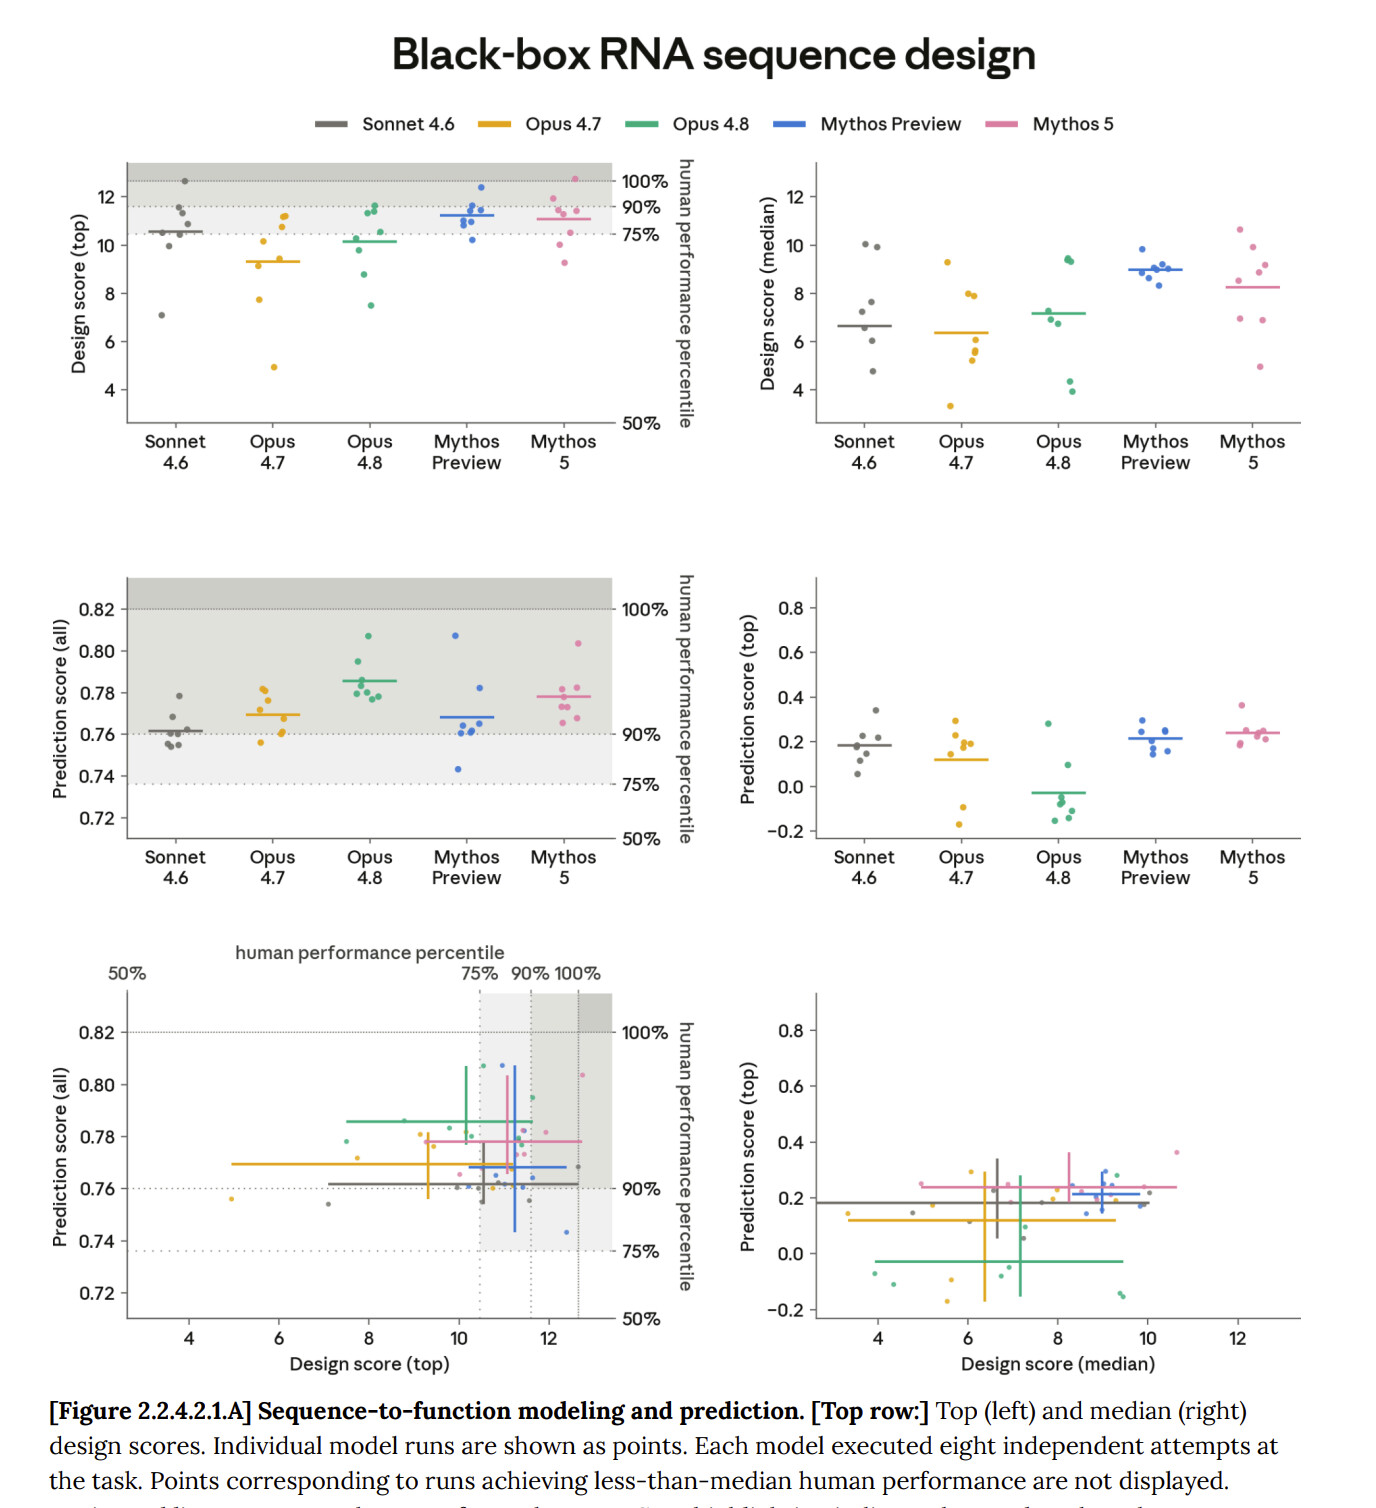 Black-box RNA sequence design
Sonnet 4.6 Opus 4.7 Opus 4.8 Mythos Preview Mythos 5
Design score (top)
12
10
8
6
4
100%
90%
75%
50%
human performance percentile
Sonnet 4.6
Opus 4.7
Opus 4.8
Mythos Preview
Mythos 5
Design score (median)
12
10
8
6
4
Sonnet 4.6
Opus 4.7
Opus 4.8
Mythos Preview
Mythos 5
Prediction score (all)
0.82
0.80
0.78
0.76
0.74
0.72
100%
90%
75%
50%
human performance percentile
Sonnet 4.6
Opus 4.7
Opus 4.8
Mythos Preview
Mythos 5
Prediction score (top)
0.8
0.6
0.4
0.2
0.0
−0.2
Sonnet 4.6
Opus 4.7
Opus 4.8
Mythos Preview
Mythos 5
human performance percentile
50% 75% 90% 100%
Prediction score (all)
0.82
0.80
0.78
0.76
0.74
0.72
100%
90%
75%
50%
human performance percentile
4 6 8 10 12
Design score (top)
Prediction score (top)
0.8
0.6
0.4
0.2
0.0
−0.2
4 6 8 10 12
Design score (median)
[Figure 2.2.4.2.1.A] Sequence-to-function modeling and prediction. [Top row:] Top (left) and median (right)
design scores. Individual model runs are shown as points. Each model executed eight independent attempts at
the task. Points corresponding to runs achieving less-than-median human performance are not displayed.